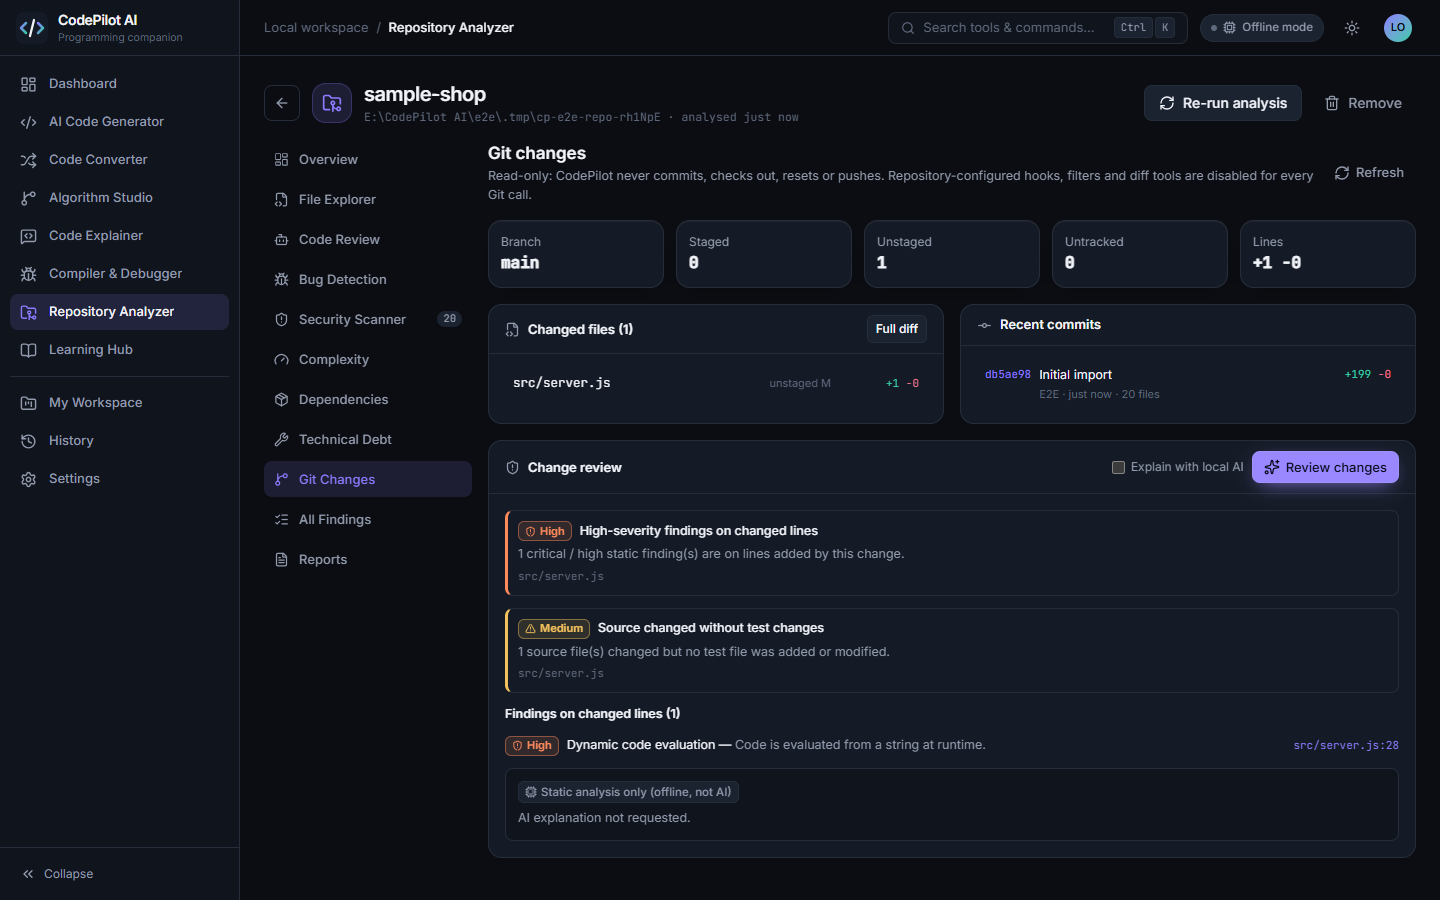 CodePilot AI
Programming companion
Dashboard
AI Code Generator
Code Converter
Algorithm Studio
Code Explainer
Compiler & Debugger
Repository Analyzer
Learning Hub
My Workspace
History
Settings
Collapse
Local workspace / Repository Analyzer
Search tools & commands... Ctrl K
Offline mode
LO
sample-shop
E:\CodePilot AI\e2e\.tmp\cp-e2e-repo-rh1NpE · analysed just now
Re-run analysis
Remove
Overview
File Explorer
Code Review
Bug Detection
Security Scanner 20
Complexity
Dependencies
Technical Debt
Git Changes
All Findings
Reports
Git changes
Read-only: CodePilot never commits, checks out, resets or pushes. Repository-configured hooks, filters and diff tools are disabled for every
Git call.
Refresh
Branch
main
Staged
0
Unstaged
1
Untracked
0
Lines
+1 -0
Changed files (1)
Full diff
src/server.js unstaged M +1 -0
Recent commits
db5ae98 Initial import +199 -0
E2E · just now · 20 files
Change review
Explain with local AI
Review changes
High High-severity findings on changed lines
1 critical / high static finding(s) are on lines added by this change.
src/server.js
Medium Source changed without test changes
1 source file(s) changed but no test file was added or modified.
src/server.js
Findings on changed lines (1)
High Dynamic code evaluation — Code is evaluated from a string at runtime. src/server.js:28
Static analysis only (offline, not AI)
AI explanation not requested.